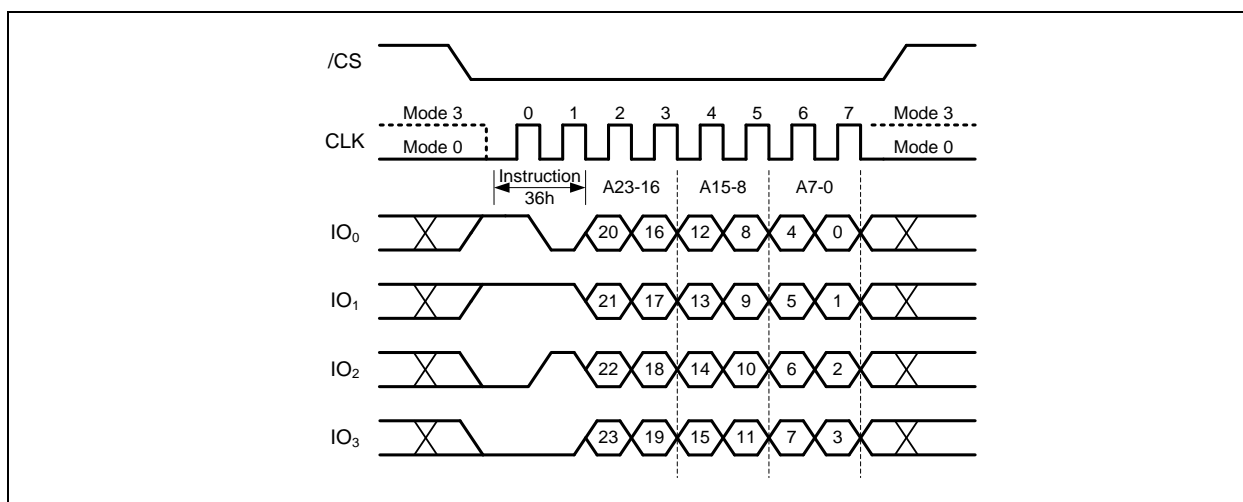 /CS
Mode 3 0 1 2 3 4 5 6 7 Mode 3
CLK
Mode 0 Mode 0
Instruction
36h
A23-16 A15-8 A7-0
IO0 20 16 12 8 4 0
IO1 21 17 13 9 5 1
IO2 22 18 14 10 6 2
IO3 23 19 15 11 7 3